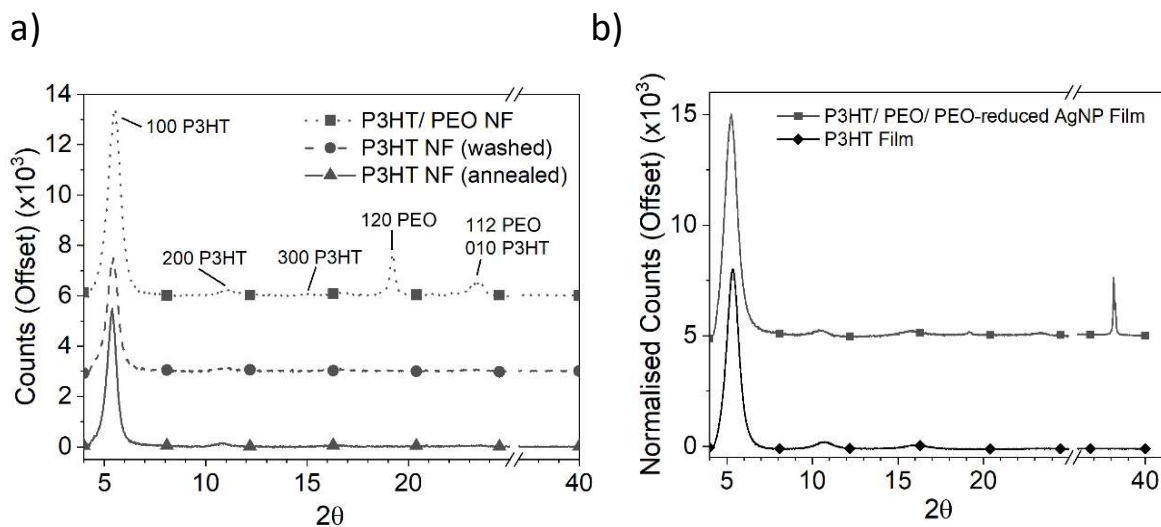 a)
b)
14
12
10
8
6
4
2
0
Counts (Offset) (x10³)
100 P3HT
P3HT/ PEO NF
P3HT NF (washed)
P3HT NF (annealed)
200 P3HT
300 P3HT
120 PEO
112 PEO
010 P3HT
5
10
15
20
40
2θ
15
10
5
0
Normalised Counts (Offset) (x10³)
P3HT/ PEO/ PEO-reduced AgNP Film
P3HT Film
5
10
15
20
40
2θ